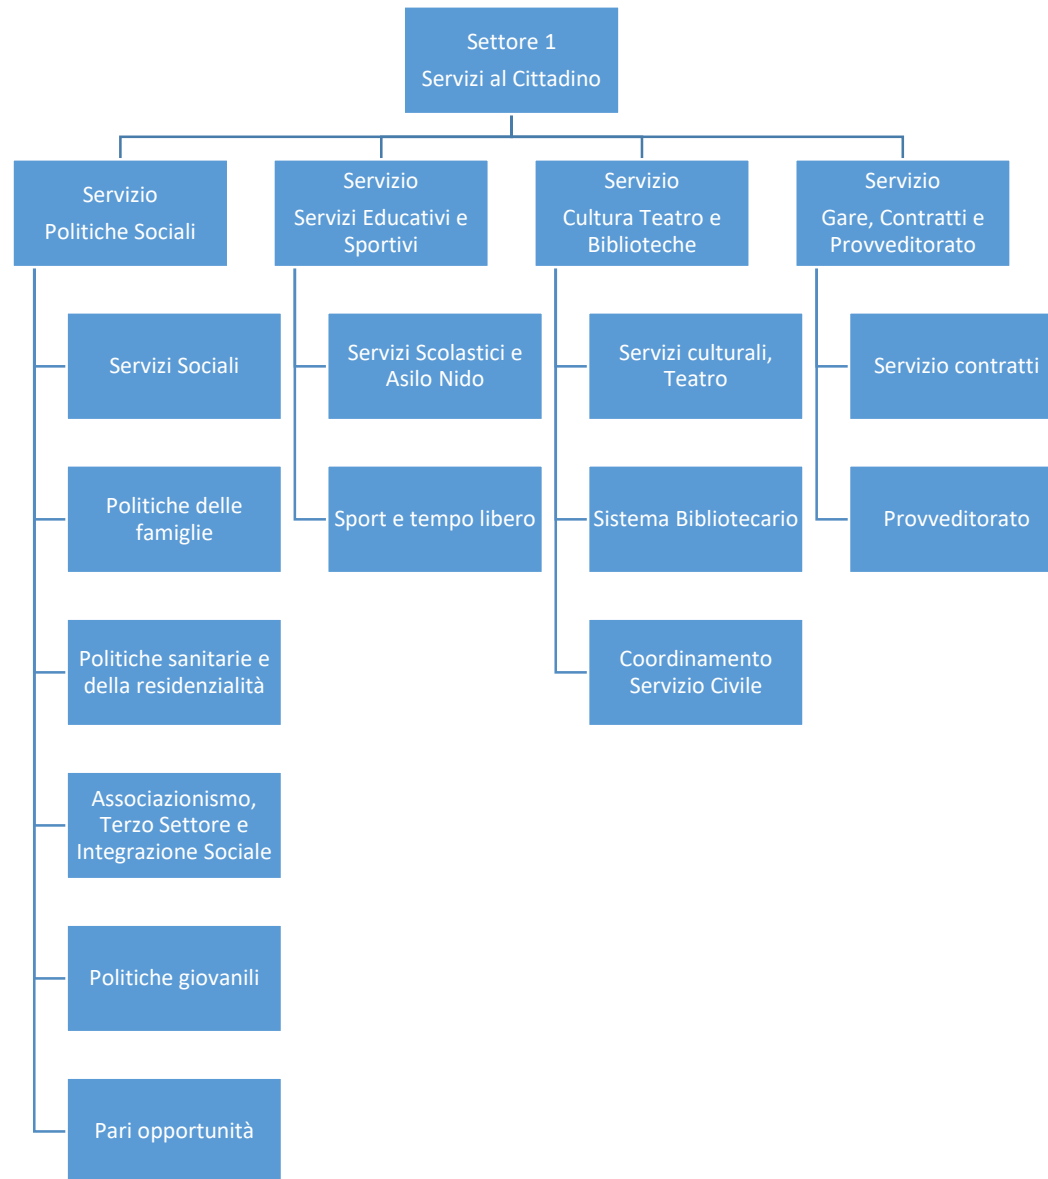 Settore 1
Servizi al Cittadino
Servizio
Politiche Sociali
Servizi Sociali
Politiche delle
famiglie
Politiche sanitarie e
della residenzialità
Associazionismo,
Terzo Settore e
Integrazione Sociale
Politiche giovanili
Pari opportunità
Servizio
Servizi Educativi e
Sportivi
Servizi Scolastici e
Asilo Nido
Sport e tempo libero
Servizio
Cultura Teatro e
Biblioteche
Servizi culturali,
Teatro
Sistema Bibliotecario
Coordinamento
Servizio Civile
Servizio
Gare, Contratti e
Provveditorato
Servizio contratti
Provveditorato